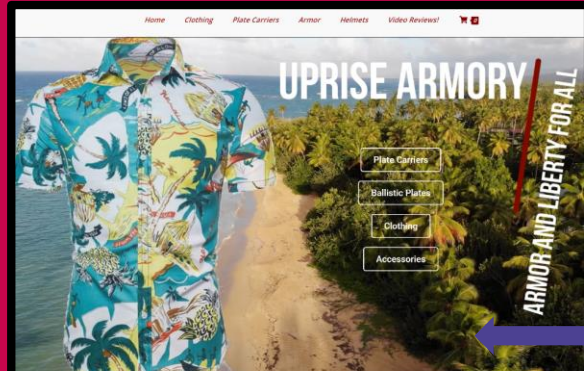 Home Clothing Plate Carriers Armor Helmets Video Reviews!
UPRISE ARMORY
ARMOR AND LIBERTY FOR ALL
Plate Carriers
Ballistic Plates
Clothing
Accessories